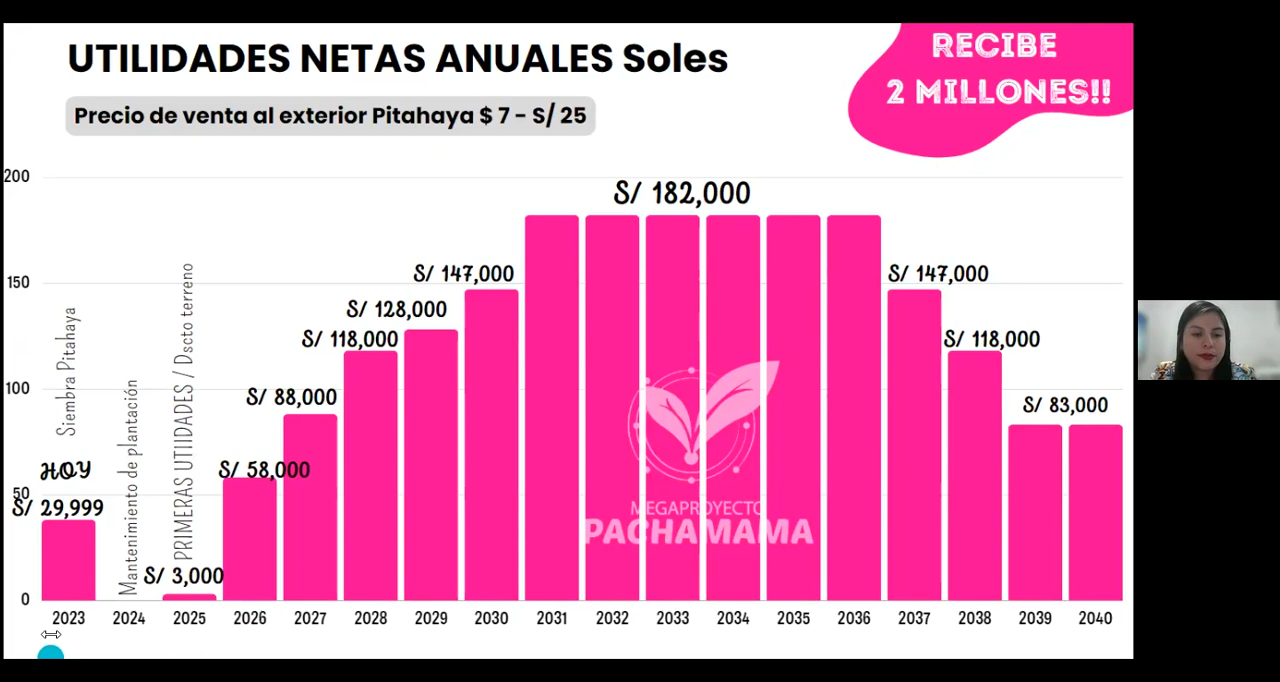 UTILIDADES NETAS ANUALES Soles
RECIBE
2 MILLONES!!
Precio de venta al exterior Pitahaya $ 7 - S/ 25
200
150
100
50
0
S/ 182,000
S/ 147,000
S/ 147,000
S/ 128,000
S/ 118,000
S/ 118,000
S/ 88,000
S/ 83,000
S/ 58,000
HOY
S/ 29,999
S/ 3,000
Siembra Pitahaya
Mantenimiento de plantación
PRIMERAS UTIIDADES / Dscto terreno
MEGAPROYECTO
PACHAMAMA
2023 2024 2025 2026 2027 2028 2029 2030 2031 2032 2033 2034 2035 2036 2037 2038 2039 2040